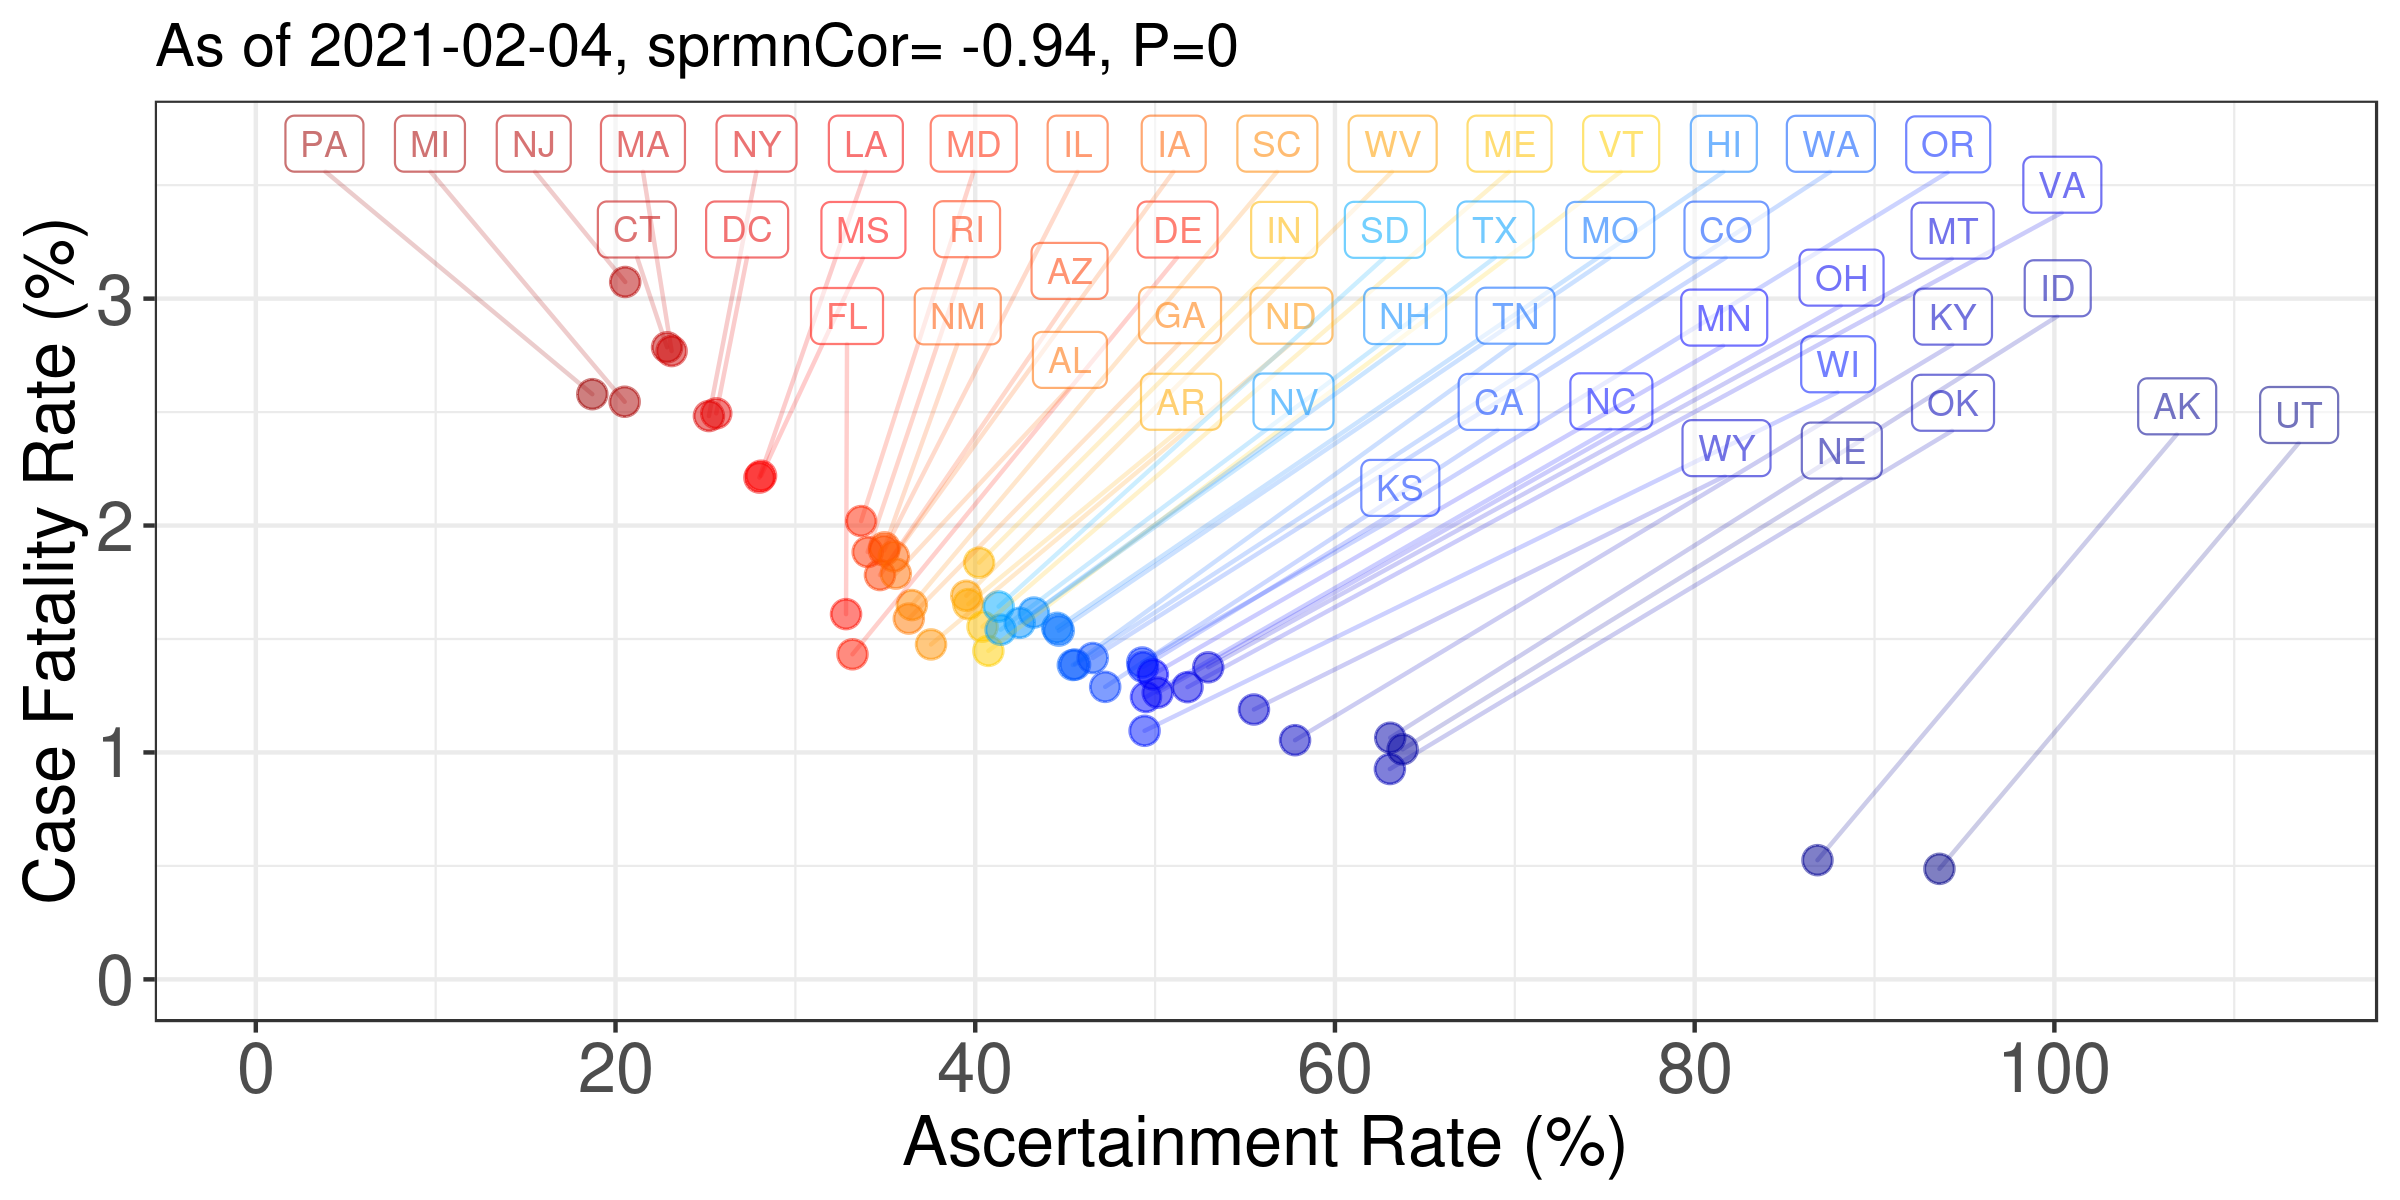 As of 2021-02-04, sprmnCor= -0.94, P=0
PA MI NJ MA NY LA MD IL IA SC WV ME VT HI WA OR
VA
CT DC MS RI DE IN SD TX MO CO MT
AZ OH ID
FL NM GA ND NH TN MN KY
AL WI
AR NV CA NC OK AK UT
WY NE
KS
Case Fatality Rate (%)
3
2
1
0
0 20 40 60 80 100
Ascertainment Rate (%)